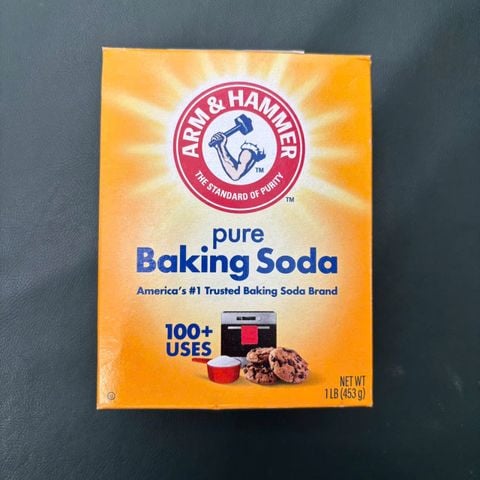 ARM & HAMMER
TM
THE STANDARD OF PURITY
TM
pure
Baking Soda
America's #1 Trusted Baking Soda Brand
100+
USES
NET WT
1 LB (453 g)